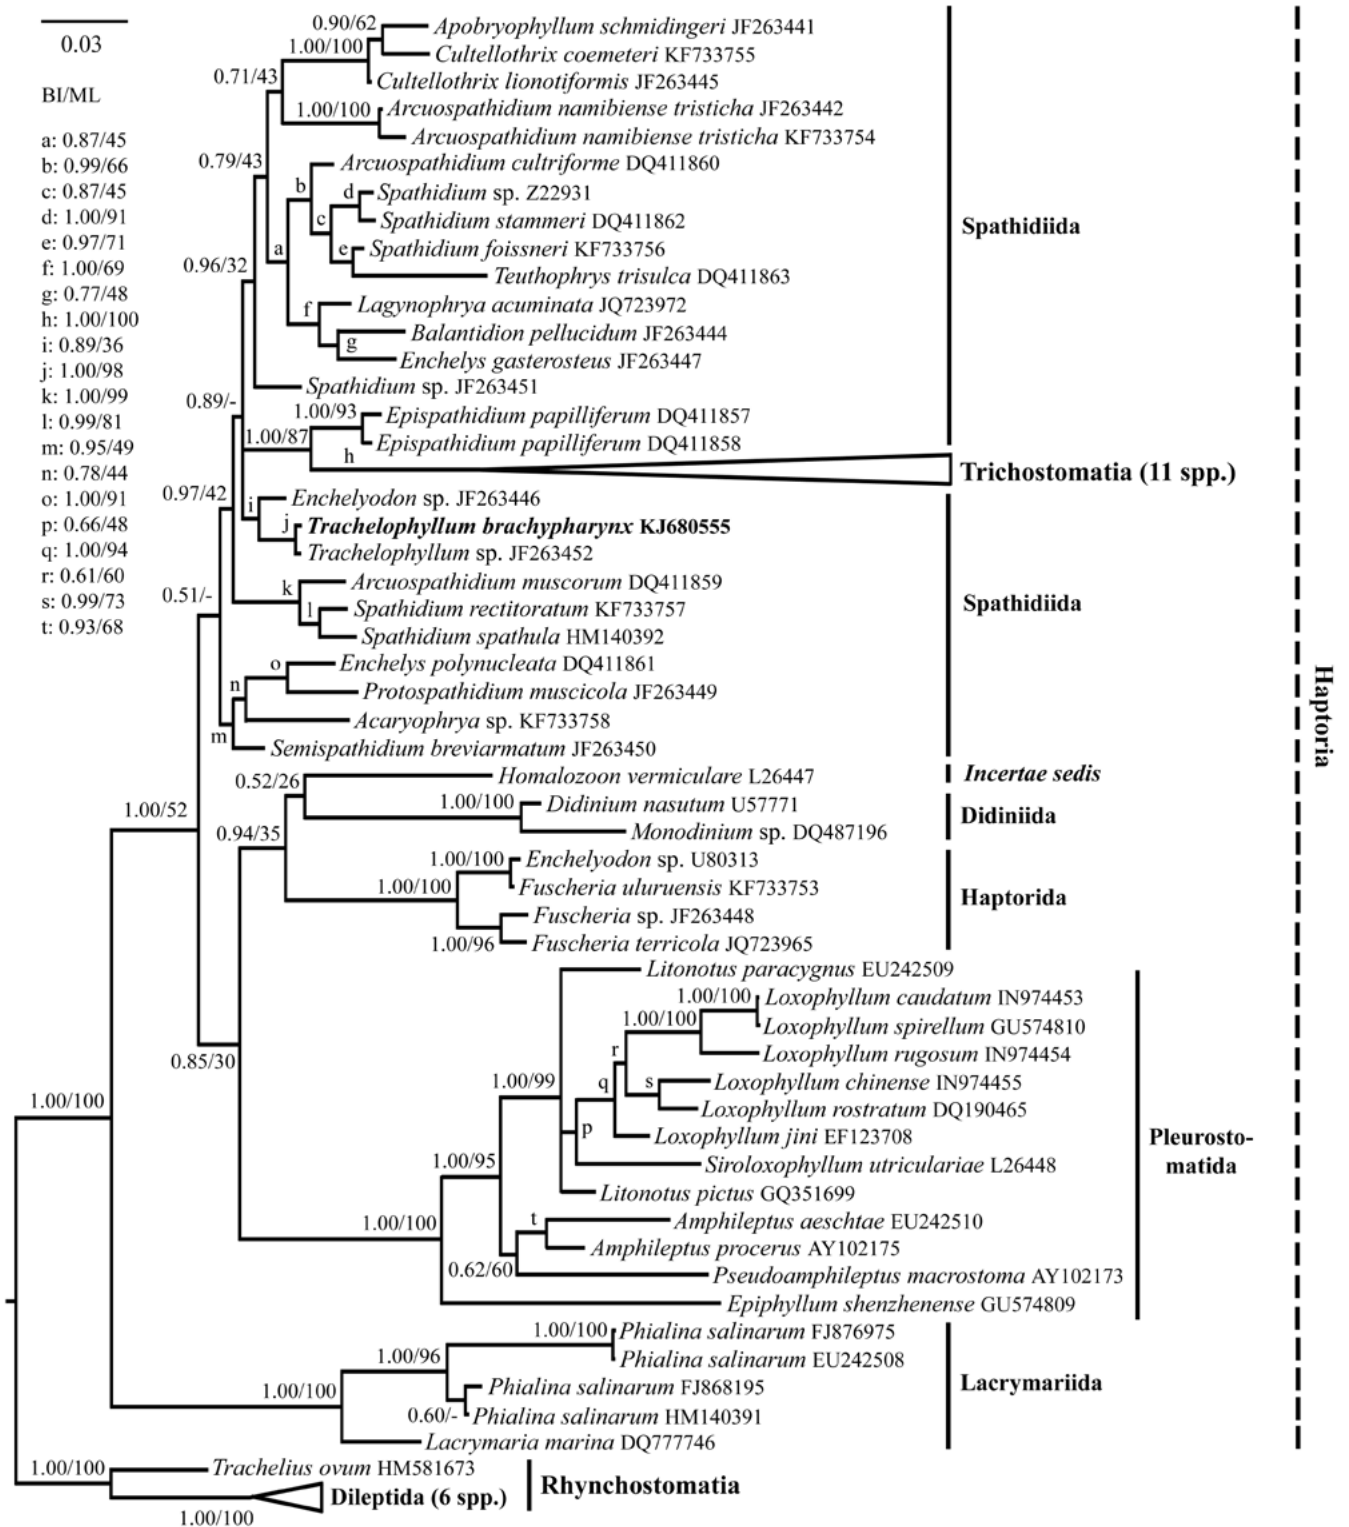 0.03
BI/ML
a: 0.87/45
b: 0.99/66
c: 0.87/45
d: 1.00/91
e: 0.97/71
f: 1.00/69
g: 0.77/48
h: 1.00/100
i: 0.89/36
j: 1.00/98
k: 1.00/99
l: 0.99/81
m: 0.95/49
n: 0.78/44
o: 1.00/91
p: 0.66/48
q: 1.00/94
r: 0.61/60
s: 0.99/73
t: 0.93/68
0.90/62
Apobryophyllum schmidingeri JF263441
1.00/100
Cultellothrix coemeteri KF733755
0.71/43
Cultellothrix lionotiformis JF263445
1.00/100
Arcuospathidium namibiense tristicha JF263442
Arcuospathidium namibiense tristicha KF733754
0.79/43
Arcuospathidium cultriforme DQ411860
b
d
Spathidium sp. Z22931
c
Spathidium stammeri DQ411862
a
e
Spathidium foissneri KF733756
0.96/32
Teuthophrys trisulca DQ411863
f
Lagynophrya acuminata JQ723972
Balantidion pellucidum JF263444
g
Enchelys gasterosteus JF263447
Spathidium sp. JF263451
Spathidiida
0.89/-
1.00/93
Epispathidium papilliferum DQ411857
1.00/87
Epispathidium papilliferum DQ411858
h
Trichostomatia (11 spp.)
0.97/42
i
Enchelyodon sp. JF263446
j
Trachelophyllum brachypharynx KJ680555
Trachelophyllum sp. JF263452
k
Arcuospathidium muscorum DQ411859
0.51/-
l
Spathidium rectitoratum KF733757
Spathidium spathula HM140392
o
Enchelys polynucleata DQ411861
n
Protospathidium muscicola JF263449
Acaryophrya sp. KF733758
m
Semispathidium breviarmatum JF263450
Spathidiida
0.52/26
Homalozoon vermiculare L26447
Incertae sedis
1.00/100
Didinium nasutum U57771
1.00/52
0.94/35
Monodinium sp. DQ487196
Didiniida
1.00/100
Enchelyodon sp. U80313
1.00/100
Fuscheria uluruensis KF733753
Fuscheria sp. JF263448
1.00/96
Fuscheria terricola JQ723965
Haptorida
Haptoria
Litonotus paracygnus EU242509
1.00/100
Loxophyllum caudatum IN974453
1.00/100
Loxophyllum spirellum GU574810
r
Loxophyllum rugosum IN974454
0.85/30
1.00/99
q
s
Loxophyllum chinense IN974455
1.00/100
Loxophyllum rostratum DQ190465
p
Loxophyllum jini EF123708
1.00/95
Siroloxophyllum utriculariae L26448
Litonotus pictus GQ351699
1.00/100
t
Amphileptus aeschtae EU242510
Amphileptus procerus AY102175
0.62/60
Pseudoamphileptus macrostoma AY102173
Epiphyllum shenzhenense GU574809
Pleurosto-
matida
1.00/100
Phialina salinarum FJ876975
1.00/96
Phialina salinarum EU242508
1.00/100
Phialina salinarum FJ868195
0.60/-
Phialina salinarum HM140391
Lacrymaria marina DQ777746
Lacrymariida
1.00/100
Trachelius ovum HM581673
Dileptida (6 spp.)
1.00/100
Rhynchostomatia